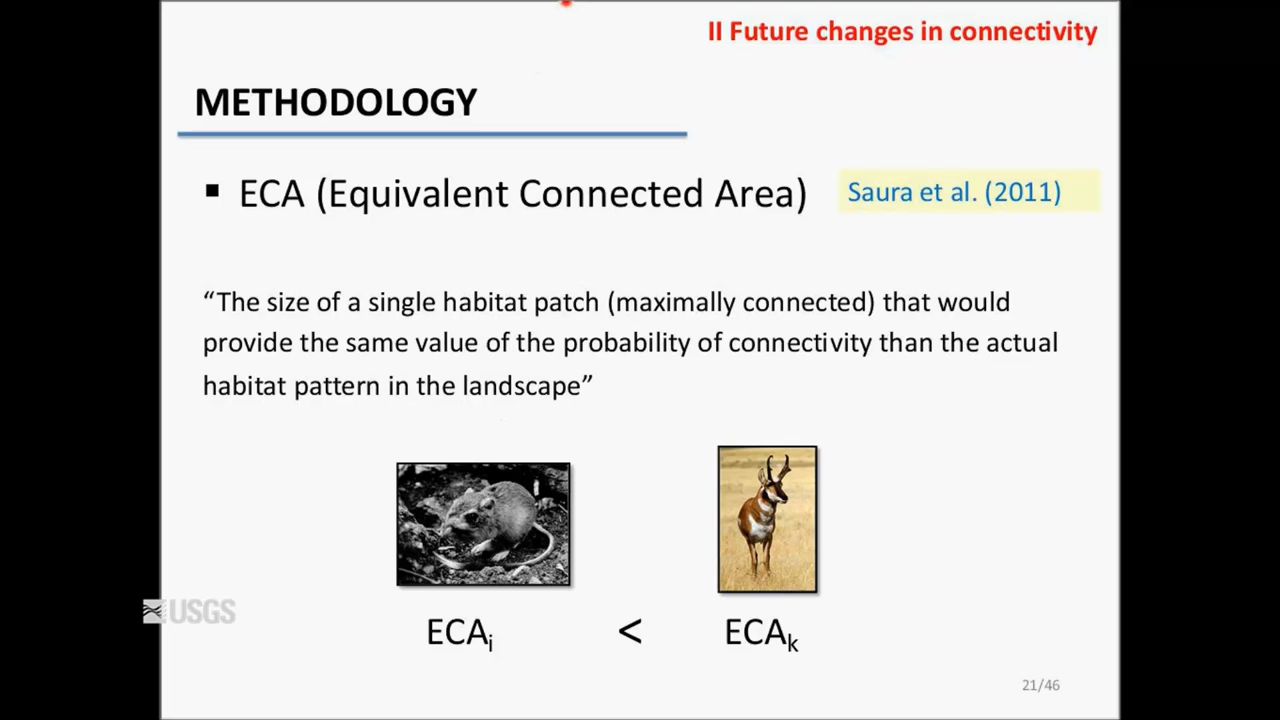 II Future changes in connectivity
METHODOLOGY
▪ ECA (Equivalent Connected Area) Saura et al. (2011)
“The size of a single habitat patch (maximally connected) that would
provide the same value of the probability of connectivity than the actual
habitat pattern in the landscape”
USGS
ECAi < ECAk
21/46